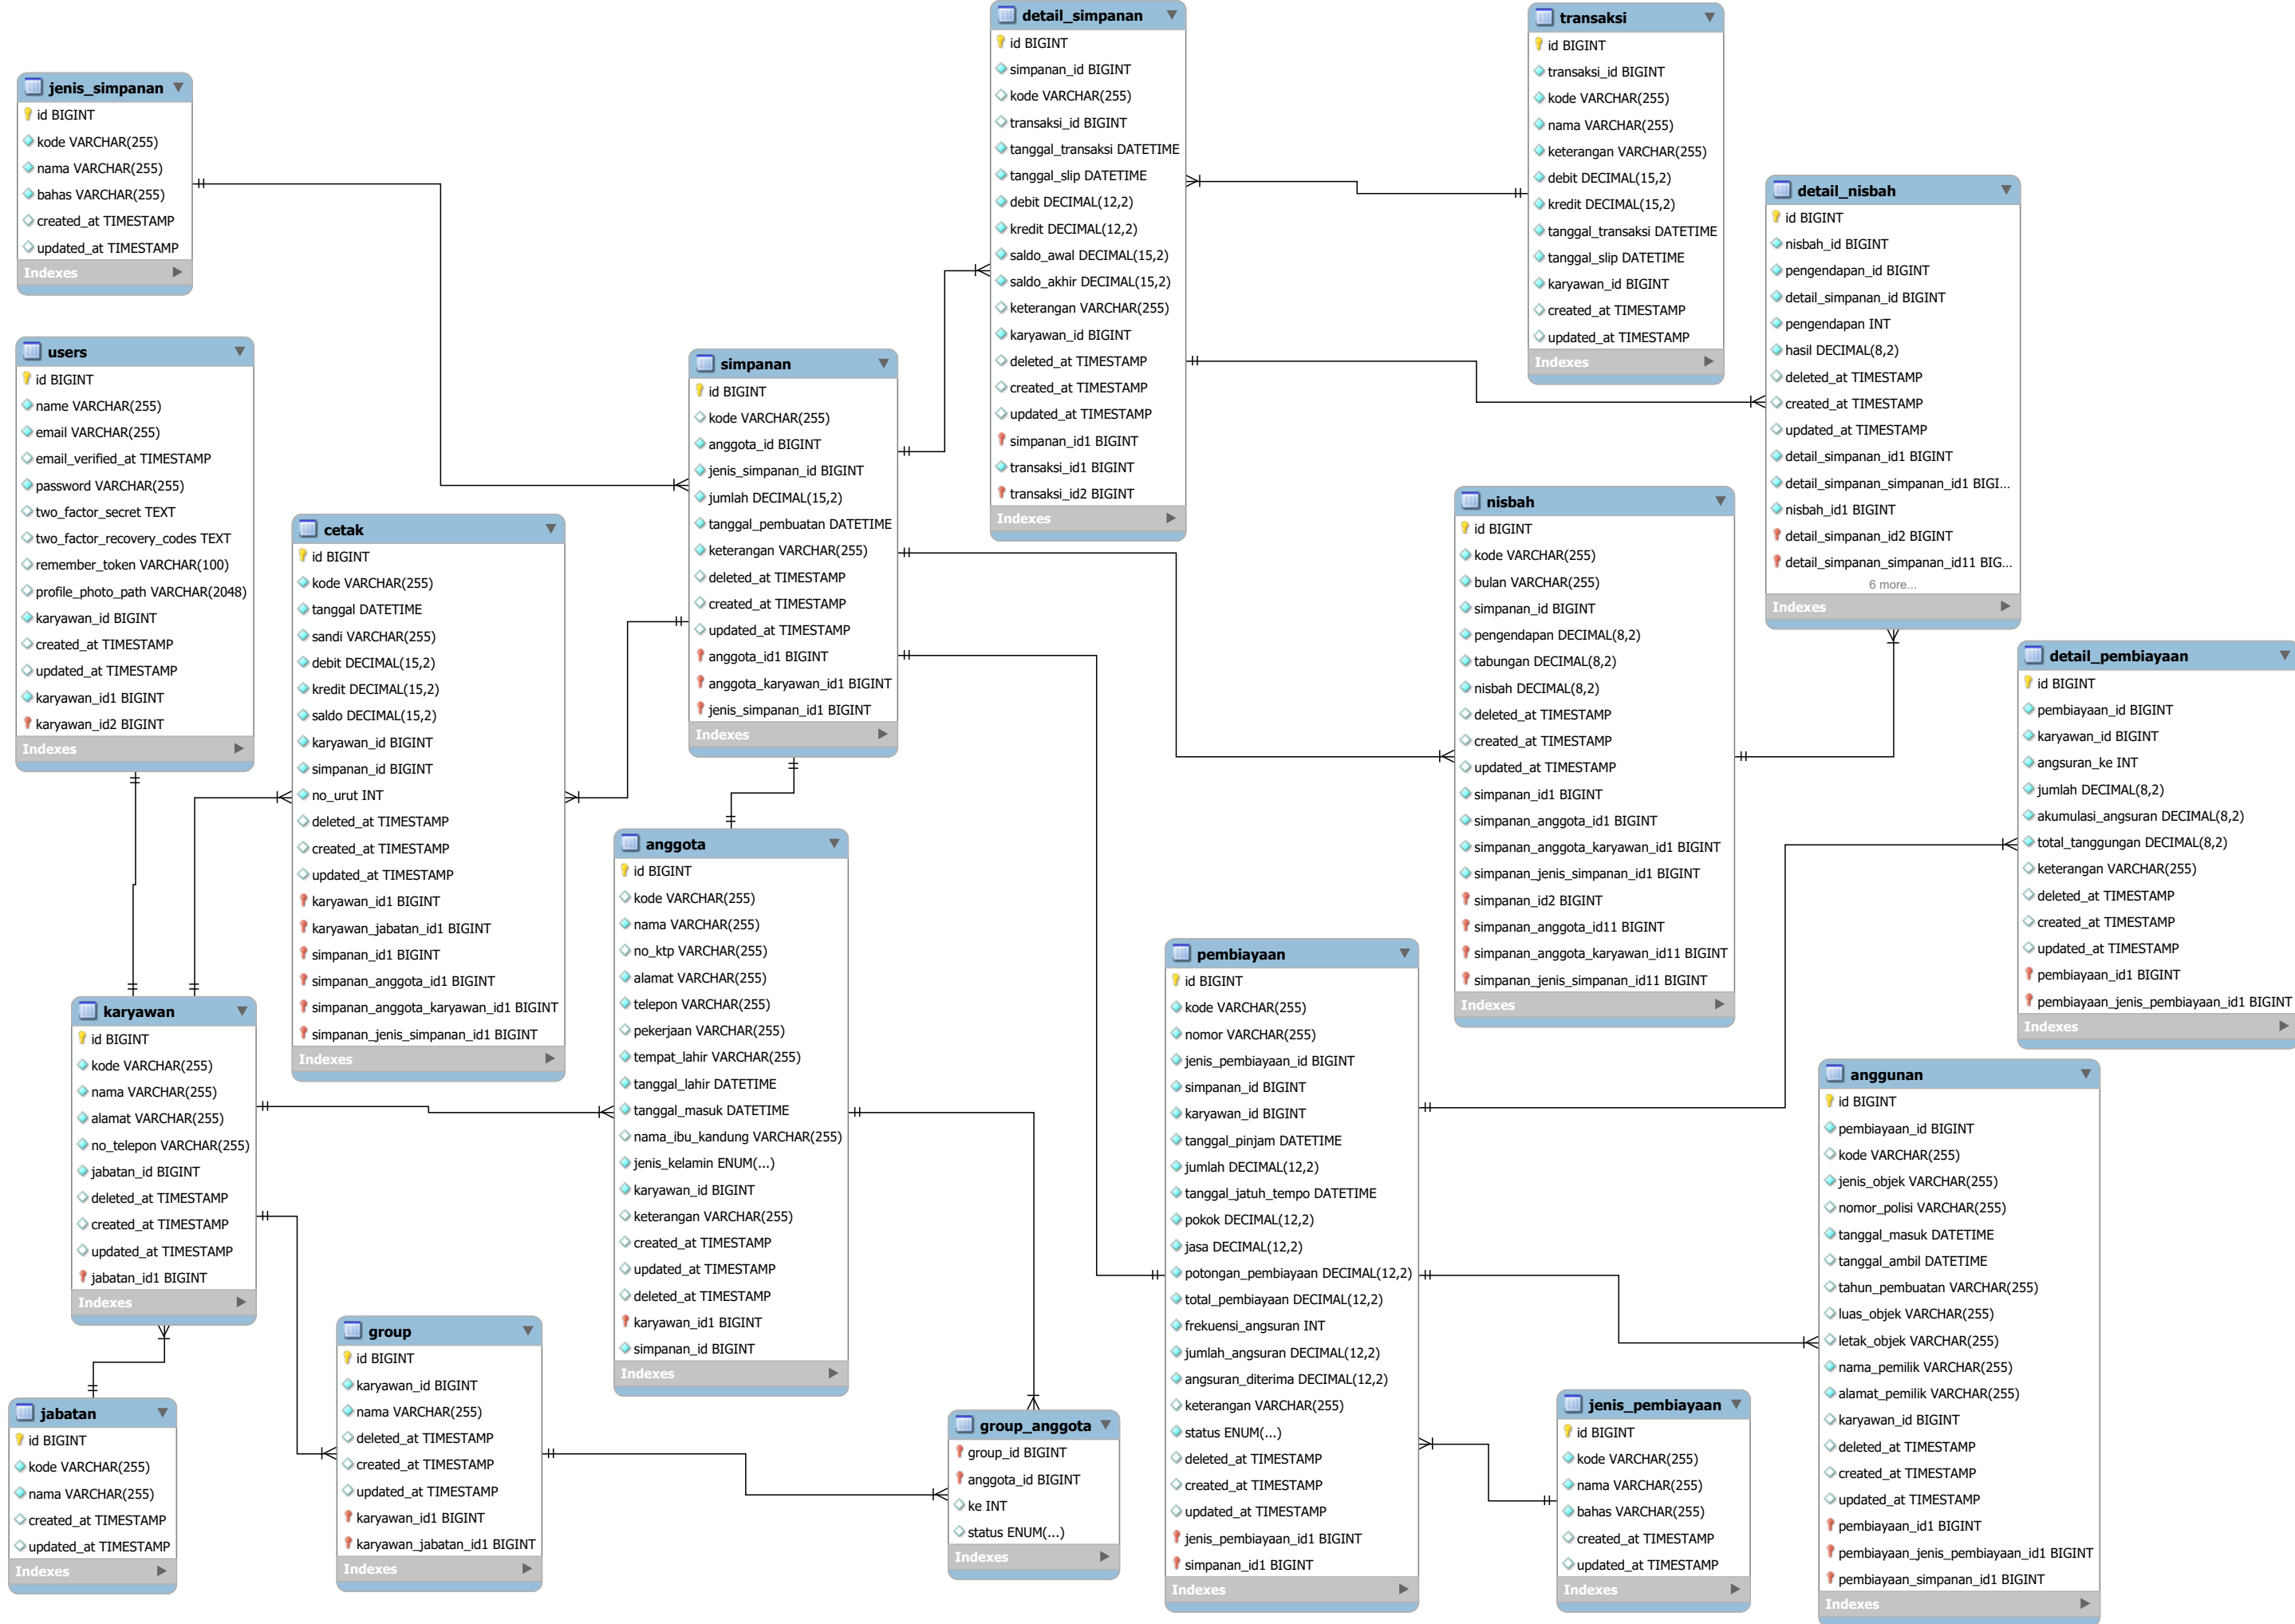 jenis_simpanan
id BIGINT
kode VARCHAR(255)
nama VARCHAR(255)
bahas VARCHAR(255)
created_at TIMESTAMP
updated_at TIMESTAMP
Indexes
users
id BIGINT
name VARCHAR(255)
email VARCHAR(255)
email_verified_at TIMESTAMP
password VARCHAR(255)
two_factor_secret TEXT
two_factor_recovery_codes TEXT
remember_token VARCHAR(100)
profile_photo_path VARCHAR(2048)
karyawan_id BIGINT
created_at TIMESTAMP
updated_at TIMESTAMP
karyawan_id1 BIGINT
karyawan_id2 BIGINT
Indexes
cetak
id BIGINT
kode VARCHAR(255)
tanggal DATETIME
sandi VARCHAR(255)
debit DECIMAL(15,2)
kredit DECIMAL(15,2)
saldo DECIMAL(15,2)
karyawan_id BIGINT
simpanan_id BIGINT
no_urut INT
deleted_at TIMESTAMP
created_at TIMESTAMP
updated_at TIMESTAMP
karyawan_id1 BIGINT
karyawan_jabatan_id1 BIGINT
simpanan_id1 BIGINT
simpanan_anggota_id1 BIGINT
simpanan_anggota_karyawan_id1 BIGINT
simpanan_jenis_simpanan_id1 BIGINT
Indexes
karyawan
id BIGINT
kode VARCHAR(255)
nama VARCHAR(255)
alamat VARCHAR(255)
no_telepon VARCHAR(255)
jabatan_id BIGINT
deleted_at TIMESTAMP
created_at TIMESTAMP
updated_at TIMESTAMP
jabatan_id1 BIGINT
Indexes
jabatan
id BIGINT
kode VARCHAR(255)
nama VARCHAR(255)
created_at TIMESTAMP
updated_at TIMESTAMP
Indexes
group
id BIGINT
karyawan_id BIGINT
nama VARCHAR(255)
deleted_at TIMESTAMP
created_at TIMESTAMP
updated_at TIMESTAMP
karyawan_id1 BIGINT
karyawan_jabatan_id1 BIGINT
Indexes
simpanan
id BIGINT
kode VARCHAR(255)
anggota_id BIGINT
jenis_simpanan_id BIGINT
jumlah DECIMAL(15,2)
tanggal_pembuatan DATETIME
keterangan VARCHAR(255)
deleted_at TIMESTAMP
created_at TIMESTAMP
updated_at TIMESTAMP
anggota_id1 BIGINT
anggota_karyawan_id1 BIGINT
jenis_simpanan_id1 BIGINT
Indexes
anggota
id BIGINT
kode VARCHAR(255)
nama VARCHAR(255)
no_ktp VARCHAR(255)
alamat VARCHAR(255)
telepon VARCHAR(255)
pekerjaan VARCHAR(255)
tempat_lahir VARCHAR(255)
tanggal_lahir DATETIME
tanggal_masuk DATETIME
nama_ibu_kandung VARCHAR(255)
jenis_kelamin ENUM(...)
karyawan_id BIGINT
keterangan VARCHAR(255)
created_at TIMESTAMP
updated_at TIMESTAMP
deleted_at TIMESTAMP
karyawan_id1 BIGINT
simpanan_id BIGINT
Indexes
group_anggota
group_id BIGINT
anggota_id BIGINT
ke INT
status ENUM(...)
Indexes
detail_simpanan
id BIGINT
simpanan_id BIGINT
kode VARCHAR(255)
transaksi_id BIGINT
tanggal_transaksi DATETIME
tanggal_slip DATETIME
debit DECIMAL(12,2)
kredit DECIMAL(12,2)
saldo_awal DECIMAL(15,2)
saldo_akhir DECIMAL(15,2)
keterangan VARCHAR(255)
karyawan_id BIGINT
deleted_at TIMESTAMP
created_at TIMESTAMP
updated_at TIMESTAMP
simpanan_id1 BIGINT
transaksi_id1 BIGINT
transaksi_id2 BIGINT
Indexes
transaksi
id BIGINT
transaksi_id BIGINT
kode VARCHAR(255)
nama VARCHAR(255)
keterangan VARCHAR(255)
debit DECIMAL(15,2)
kredit DECIMAL(15,2)
tanggal_transaksi DATETIME
tanggal_slip DATETIME
karyawan_id BIGINT
created_at TIMESTAMP
updated_at TIMESTAMP
Indexes
detail_nisbah
id BIGINT
nisbah_id BIGINT
pengendapan_id BIGINT
detail_simpanan_id BIGINT
pengendapan INT
hasil DECIMAL(8,2)
deleted_at TIMESTAMP
created_at TIMESTAMP
updated_at TIMESTAMP
detail_simpanan_id1 BIGINT
detail_simpanan_simpanan_id1 BIGI...
nisbah_id1 BIGINT
detail_simpanan_id2 BIGINT
detail_simpanan_simpanan_id11 BIG...
6 more...
Indexes
nisbah
id BIGINT
kode VARCHAR(255)
bulan VARCHAR(255)
simpanan_id BIGINT
pengendapan DECIMAL(8,2)
tabungan DECIMAL(8,2)
nisbah DECIMAL(8,2)
deleted_at TIMESTAMP
created_at TIMESTAMP
updated_at TIMESTAMP
simpanan_id1 BIGINT
simpanan_anggota_id1 BIGINT
simpanan_anggota_karyawan_id1 BIGINT
simpanan_jenis_simpanan_id1 BIGINT
simpanan_id2 BIGINT
simpanan_anggota_id11 BIGINT
simpanan_anggota_karyawan_id11 BIGINT
simpanan_jenis_simpanan_id11 BIGINT
Indexes
detail_pembiayaan
id BIGINT
pembiayaan_id BIGINT
karyawan_id BIGINT
angsuran_ke INT
jumlah DECIMAL(8,2)
akumulasi_angsuran DECIMAL(8,2)
total_tanggungan DECIMAL(8,2)
keterangan VARCHAR(255)
deleted_at TIMESTAMP
created_at TIMESTAMP
updated_at TIMESTAMP
pembiayaan_id1 BIGINT
pembiayaan_jenis_pembiayaan_id1 BIGINT
Indexes
pembiayaan
id BIGINT
kode VARCHAR(255)
nomor VARCHAR(255)
jenis_pembiayaan_id BIGINT
simpanan_id BIGINT
karyawan_id BIGINT
tanggal_pinjam DATETIME
jumlah DECIMAL(12,2)
tanggal_jatuh_tempo DATETIME
pokok DECIMAL(12,2)
jasa DECIMAL(12,2)
potongan_pembiayaan DECIMAL(12,2)
total_pembiayaan DECIMAL(12,2)
frekuensi_angsuran INT
jumlah_angsuran DECIMAL(12,2)
angsuran_diterima DECIMAL(12,2)
keterangan VARCHAR(255)
status ENUM(...)
deleted_at TIMESTAMP
created_at TIMESTAMP
updated_at TIMESTAMP
jenis_pembiayaan_id1 BIGINT
simpanan_id1 BIGINT
Indexes
jenis_pembiayaan
id BIGINT
kode VARCHAR(255)
nama VARCHAR(255)
bahas VARCHAR(255)
created_at TIMESTAMP
updated_at TIMESTAMP
Indexes
anggunan
id BIGINT
pembiayaan_id BIGINT
kode VARCHAR(255)
jenis_objek VARCHAR(255)
nomor_polisi VARCHAR(255)
tanggal_masuk DATETIME
tanggal_ambil DATETIME
tahun_pembuatan VARCHAR(255)
luas_objek VARCHAR(255)
letak_objek VARCHAR(255)
nama_pemilik VARCHAR(255)
alamat_pemilik VARCHAR(255)
karyawan_id BIGINT
deleted_at TIMESTAMP
created_at TIMESTAMP
updated_at TIMESTAMP
pembiayaan_id1 BIGINT
pembiayaan_jenis_pembiayaan_id1 BIGINT
pembiayaan_simpanan_id1 BIGINT
Indexes